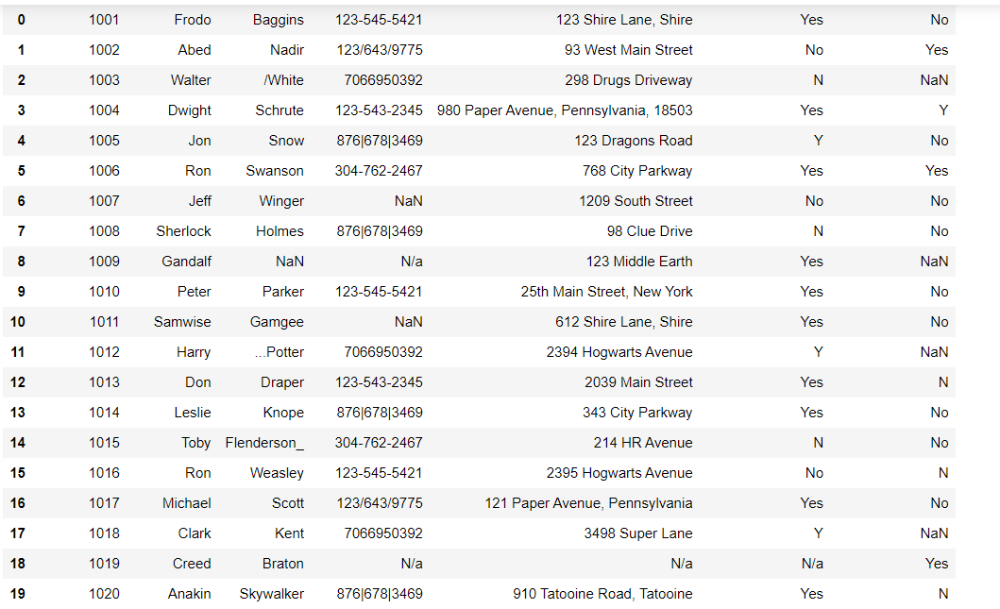 0 1001 Frodo Baggins 123-545-5421 123 Shire Lane, Shire Yes No
1 1002 Abed Nadir 123/643/9775 93 West Main Street No Yes
2 1003 Walter /White 7066950392 298 Drugs Driveway N NaN
3 1004 Dwight Schrute 123-543-2345 980 Paper Avenue, Pennsylvania, 18503 Yes Y
4 1005 Jon Snow 876|678|3469 123 Dragons Road Y No
5 1006 Ron Swanson 304-762-2467 768 City Parkway Yes Yes
6 1007 Jeff Winger NaN 1209 South Street No No
7 1008 Sherlock Holmes 876|678|3469 98 Clue Drive N No
8 1009 Gandalf NaN N/a 123 Middle Earth Yes NaN
9 1010 Peter Parker 123-545-5421 25th Main Street, New York Yes No
10 1011 Samwise Gamgee NaN 612 Shire Lane, Shire Yes No
11 1012 Harry ...Potter 7066950392 2394 Hogwarts Avenue Y NaN
12 1013 Don Draper 123-543-2345 2039 Main Street Yes N
13 1014 Leslie Knope 876|678|3469 343 City Parkway Yes No
14 1015 Toby Flenderson_ 304-762-2467 214 HR Avenue N No
15 1016 Ron Weasley 123-545-5421 2395 Hogwarts Avenue No N
16 1017 Michael Scott 123/643/9775 121 Paper Avenue, Pennsylvania Yes No
17 1018 Clark Kent 7066950392 3498 Super Lane Y NaN
18 1019 Creed Braton N/a N/a N/a Yes
19 1020 Anakin Skywalker 876|678|3469 910 Tatooine Road, Tatooine Yes N